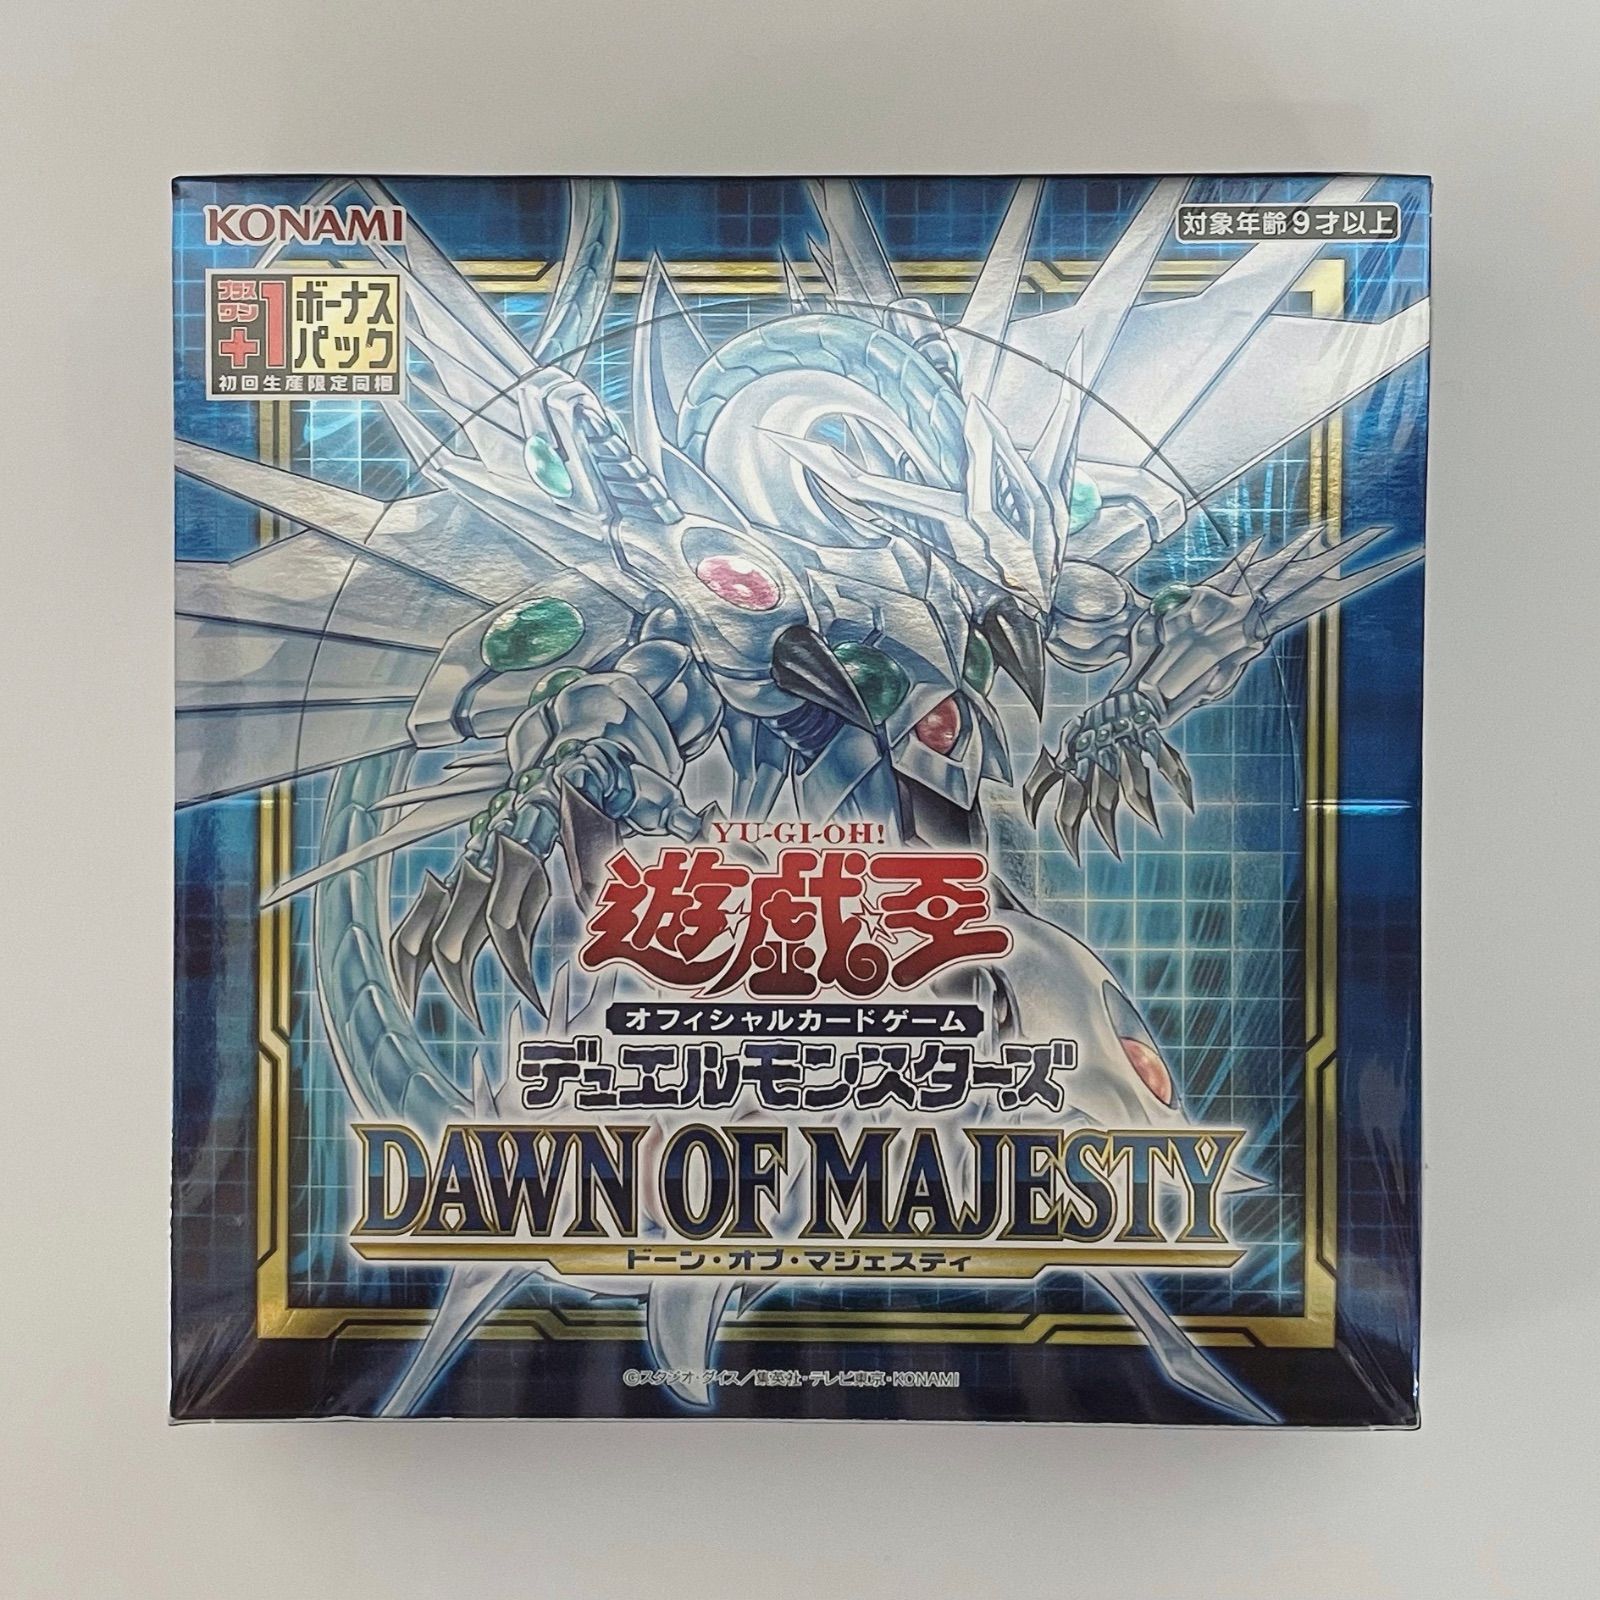 KONAMI
対象年齢9才以上
プラス
ワン
+1
ボーナス
パック
初回生産限定同梱
YU-GI-OH!
遊戯王
オフィシャルカードゲーム
デュエルモンスターズ
DAWN OF MAJESTY
ドーン・オブ・マジェスティ
©スタジオ・ダイス/集英社・テレビ東京・KONAMI